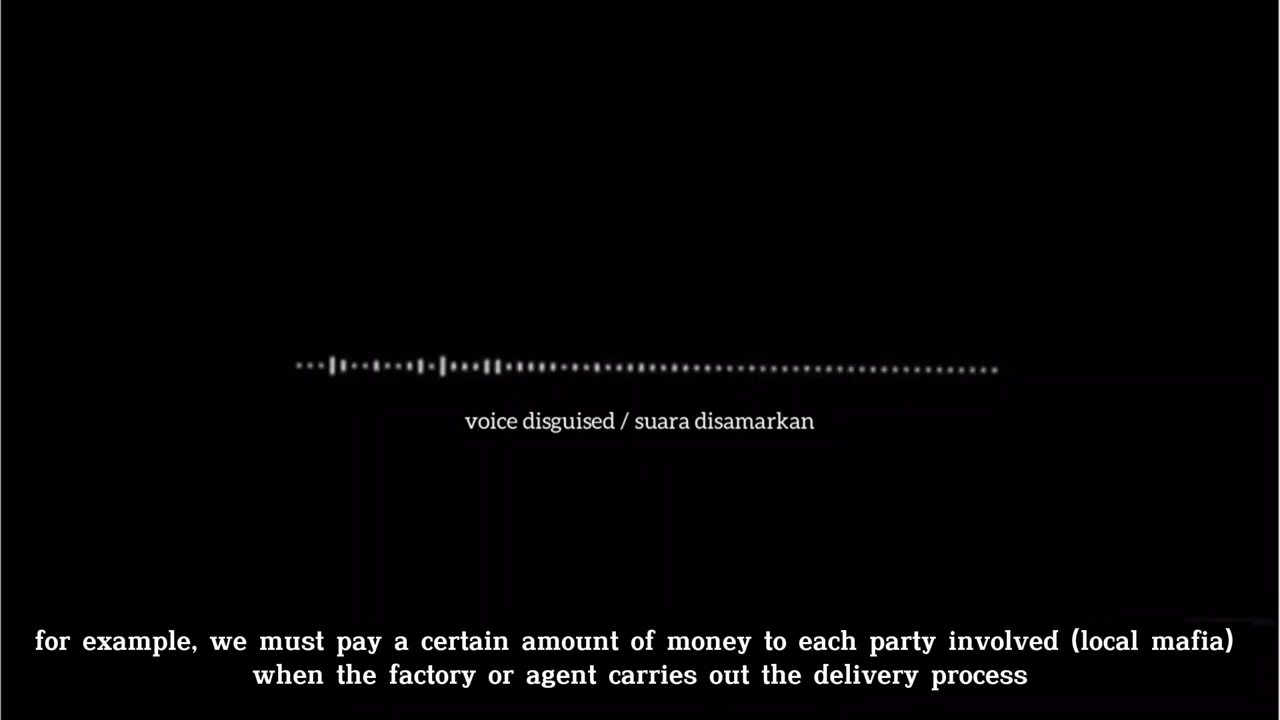 voice disguised / suara disamarkan
for example, we must pay a certain amount of money to each party involved (local mafia)
when the factory or agent carries out the delivery process